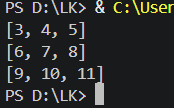 PS D:\LK> & C:\User
[3, 4, 5]
[6, 7, 8]
[9, 10, 11]
PS D:\LK>